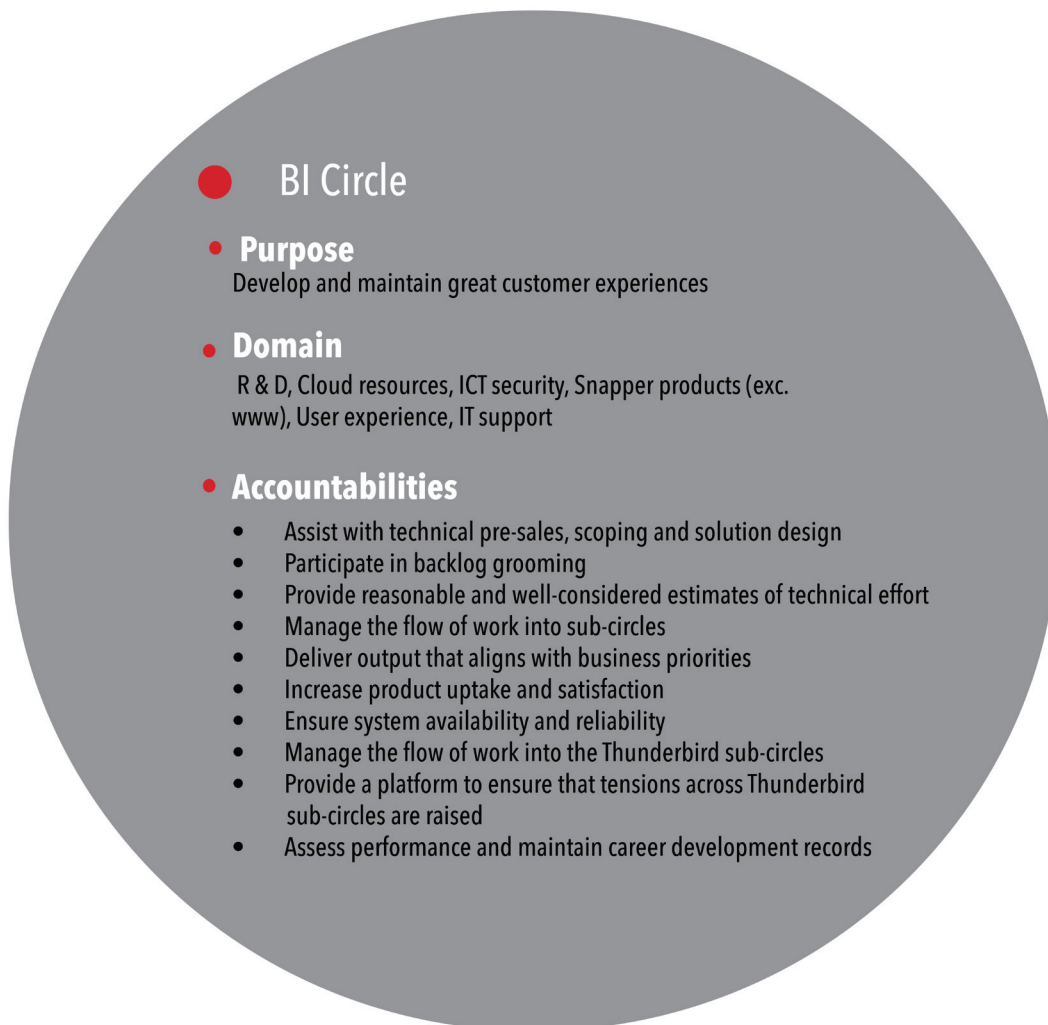 BI Circle
Purpose
Develop and maintain great customer experiences
Domain
R & D, Cloud resources, ICT security, Snapper products (exc.
www), User experience, IT support
Accountabilities
• Assist with technical pre-sales, scoping and solution design
• Participate in backlog grooming
• Provide reasonable and well-considered estimates of technical effort
• Manage the flow of work into sub-circles
• Deliver output that aligns with business priorities
• Increase product uptake and satisfaction
• Ensure system availability and reliability
• Manage the flow of work into the Thunderbird sub-circles
• Provide a platform to ensure that tensions across Thunderbird
sub-circles are raised
• Assess performance and maintain career development records